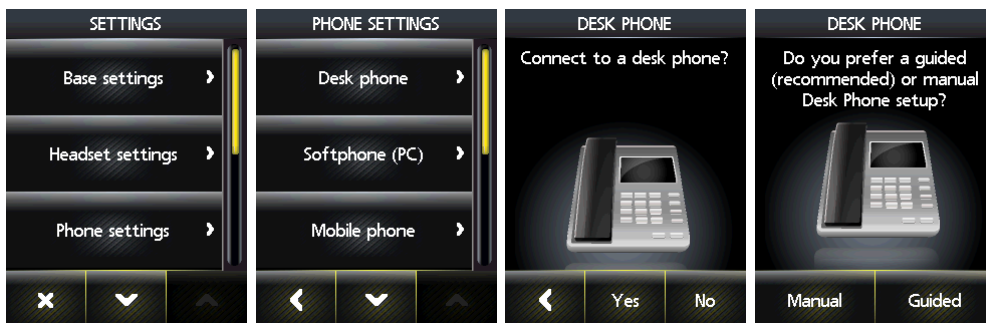 SETTINGS
Base settings
Headset settings
Phone settings
PHONE SETTINGS
Desk phone
Softphone (PC)
Mobile phone
DESK PHONE
Connect to a desk phone?
Yes
No
DESK PHONE
Do you prefer a guided
(recommended) or manual
Desk Phone setup?
Manual
Guided